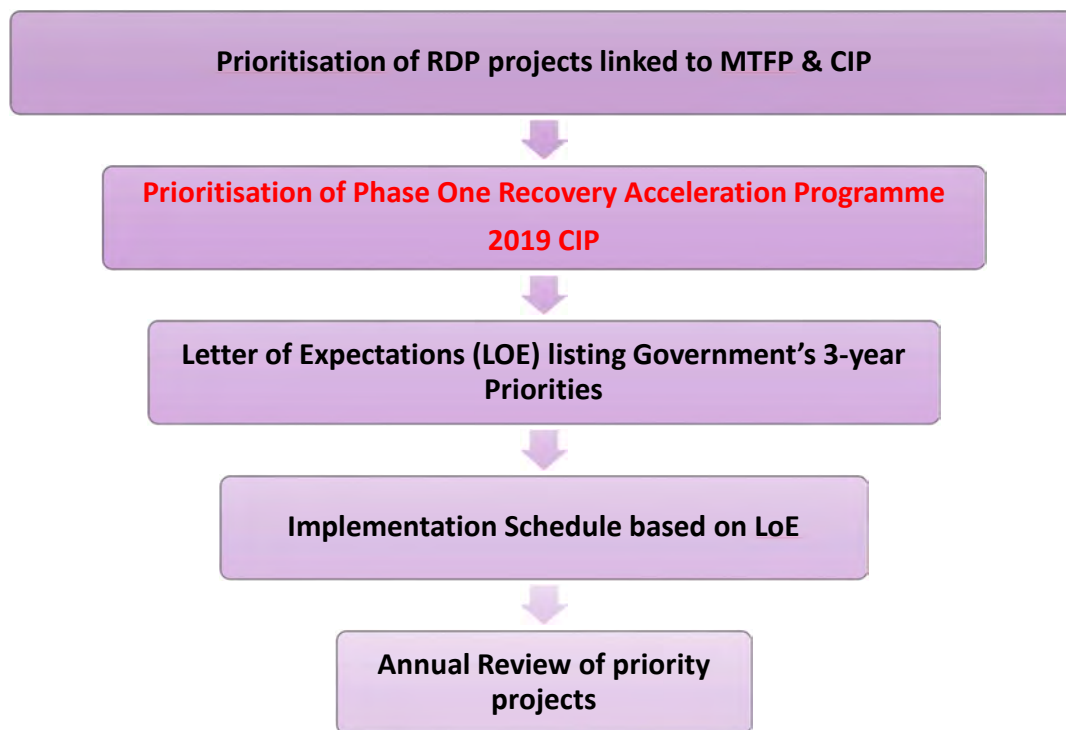 Prioritisation of RDP projects linked to MTFP & CIP
Prioritisation of Phase One Recovery Acceleration Programme
2019 CIP
Letter of Expectations (LOE) listing Government’s 3-year
Priorities
Implementation Schedule based on LoE
Annual Review of priority
projects